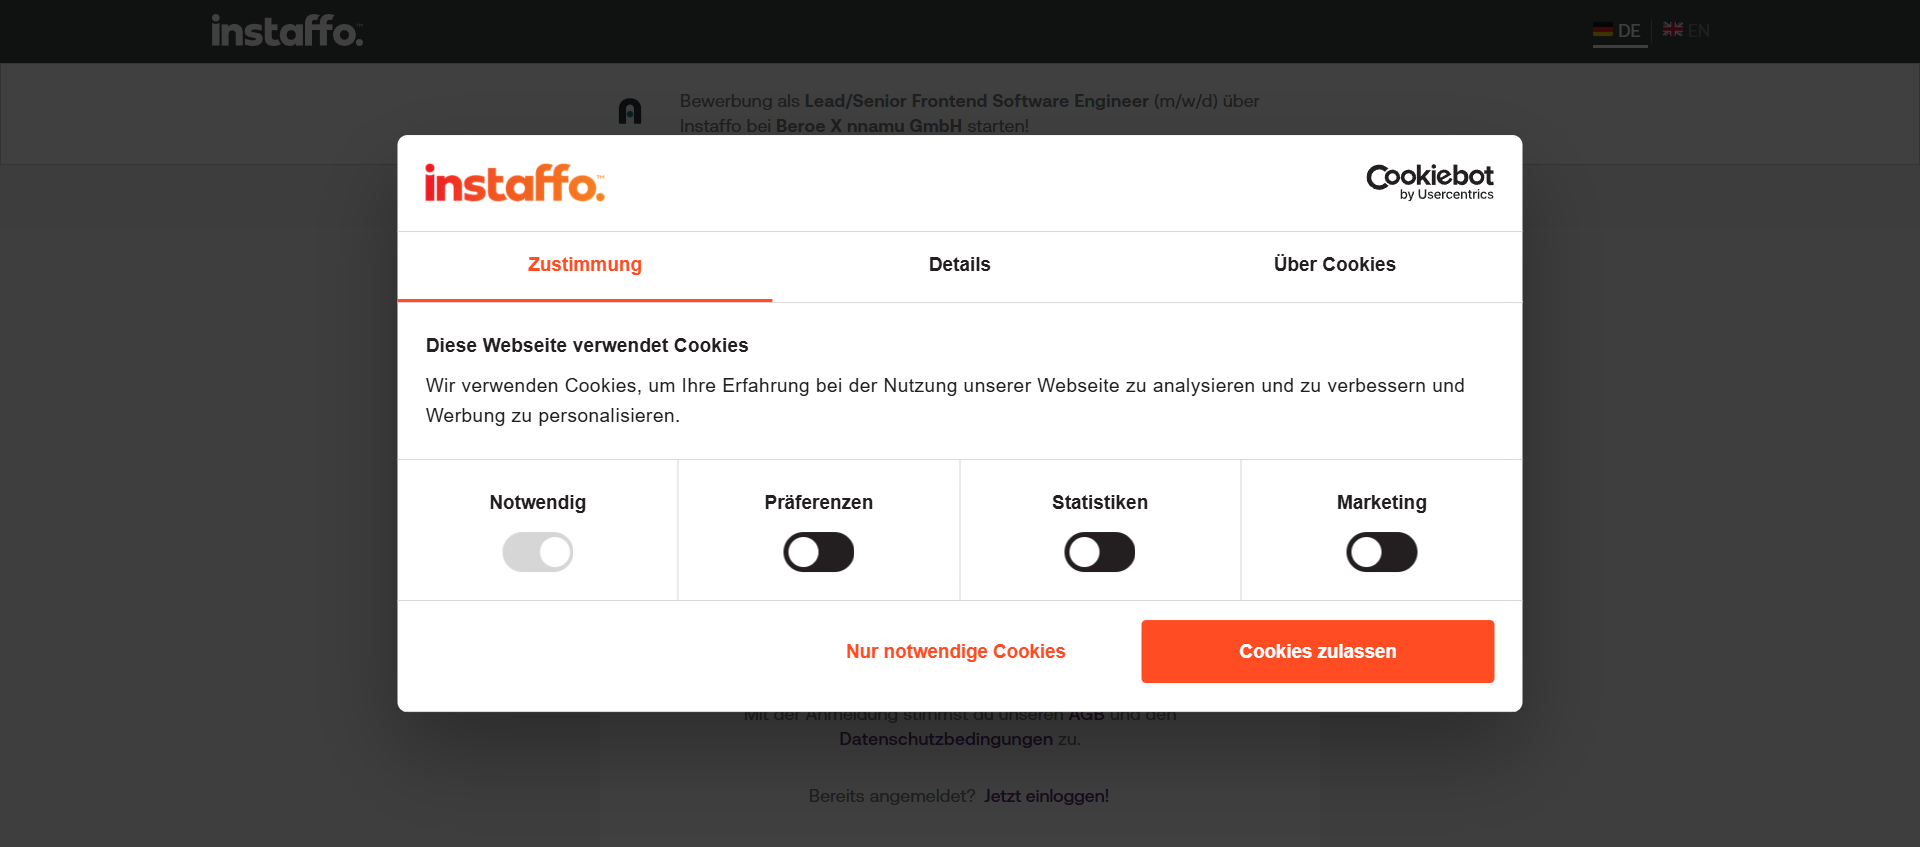 instaffo.™
DE
EN
Bewerbung als Lead/Senior Frontend Software Engineer (m/w/d) über
Instaffo bei Beroe X nnamu GmbH starten!
instaffo.™
Cookiebot
by Usercentrics
Zustimmung
Details
Über Cookies
Diese Webseite verwendet Cookies
Wir verwenden Cookies, um Ihre Erfahrung bei der Nutzung unserer Webseite zu analysieren und zu verbessern und
Werbung zu personalisieren.
Notwendig
Präferenzen
Statistiken
Marketing
Nur notwendige Cookies
Cookies zulassen
Mit der Anmeldung stimmst du unseren AGB und den
Datenschutzbedingungen zu.
Bereits angemeldet? Jetzt einloggen!